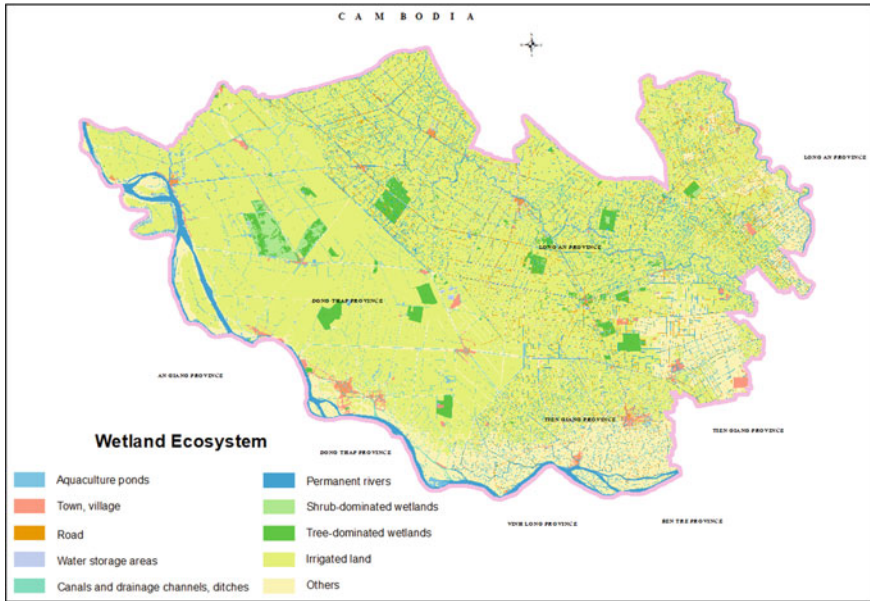 CAMBODIA
LONG AN PROVINCE
LONG AN PROVINCE
DONG THAP PROVINCE
AN GIANG PROVINCE
TIEN GIANG PROVINCE
TIEN GIANG PROVINCE
Wetland Ecosystem
DONG THAP PROVINCE
Aquaculture ponds
Town, village
Road
Water storage areas
Canals and drainage channels, ditches
Permanent rivers
Shrub-dominated wetlands
Tree-dominated wetlands
Irrigated land
Others
VINH LONG PROVINCE
BEN TRE PROVINCE